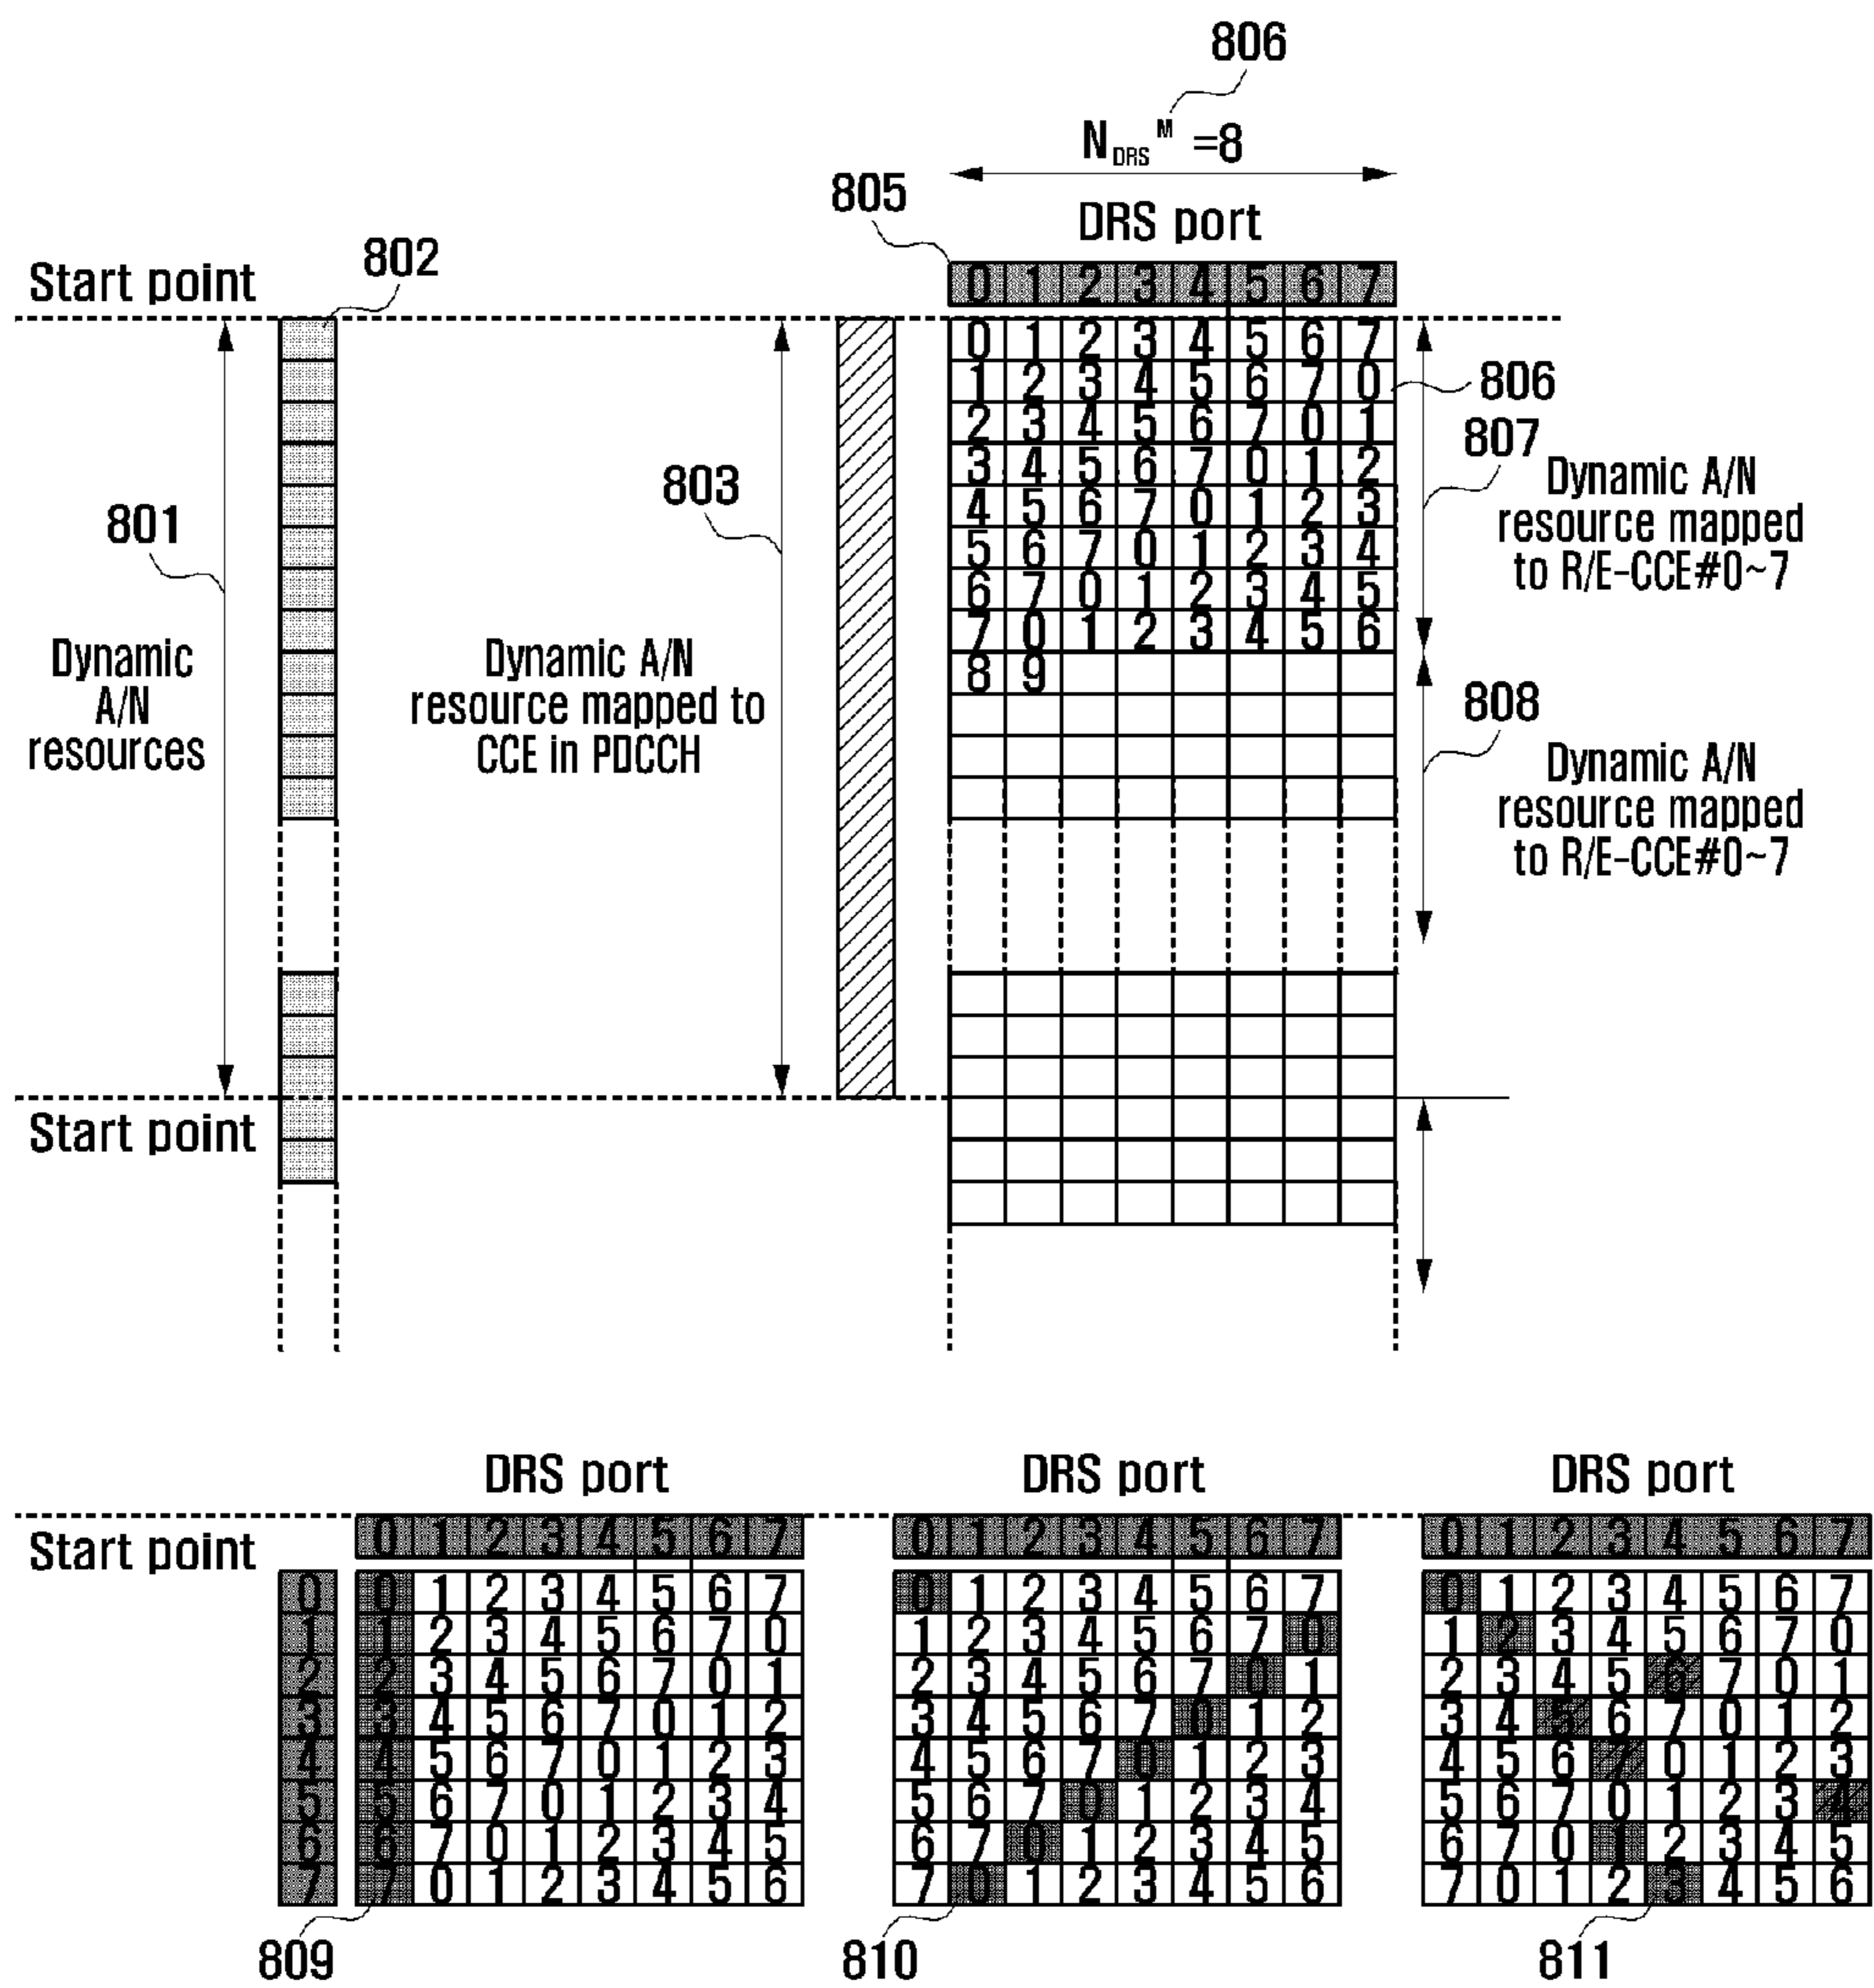 806
N DRS M =8
805
DRS port
802
Start point
0 1 2 3 4 5 6 7
0 1 2 3 4 5 6 7
1 2 3 4 5 6 7 0
806
2 3 4 5 6 7 0 1
807
3 4 5 6 7 0 1 2
4 5 6 7 0 1 2 3
5 6 7 0 1 2 3 4
6 7 0 1 2 3 4 5
7 0 1 2 3 4 5 6
8 9
Dynamic A/N
resource mapped
to R/E-CCE#0~7
801
803
Dynamic
A/N
resources
Dynamic A/N
resource mapped to
CCE in PDCCH
808
Dynamic A/N
resource mapped
to R/E-CCE#0~7
Start point
DRS port
DRS port
DRS port
Start point
0 1 2 3 4 5 6 7
0 1 2 3 4 5 6 7
0 1 2 3 4 5 6 7
0 0 1 2 3 4 5 6 7
1 1 2 3 4 5 6 7 0
2 2 3 4 5 6 7 0 1
3 3 4 5 6 7 0 1 2
4 4 5 6 7 0 1 2 3
5 5 6 7 0 1 2 3 4
6 6 7 0 1 2 3 4 5
7 7 0 1 2 3 4 5 6
0 1 2 3 4 5 6 7
1 2 3 4 5 6 7 0
2 3 4 5 6 7 0 1
3 4 5 6 7 0 1 2
4 5 6 7 0 1 2 3
5 6 7 0 1 2 3 4
6 7 0 1 2 3 4 5
7 0 1 2 3 4 5 6
0 1 2 3 4 5 6 7
1 2 3 4 5 6 7 0
2 3 4 5 6 7 0 1
3 4 5 6 7 0 1 2
4 5 6 7 0 1 2 3
5 6 7 0 1 2 3 4
6 7 0 1 2 3 4 5
7 0 1 2 3 4 5 6
809
810
811